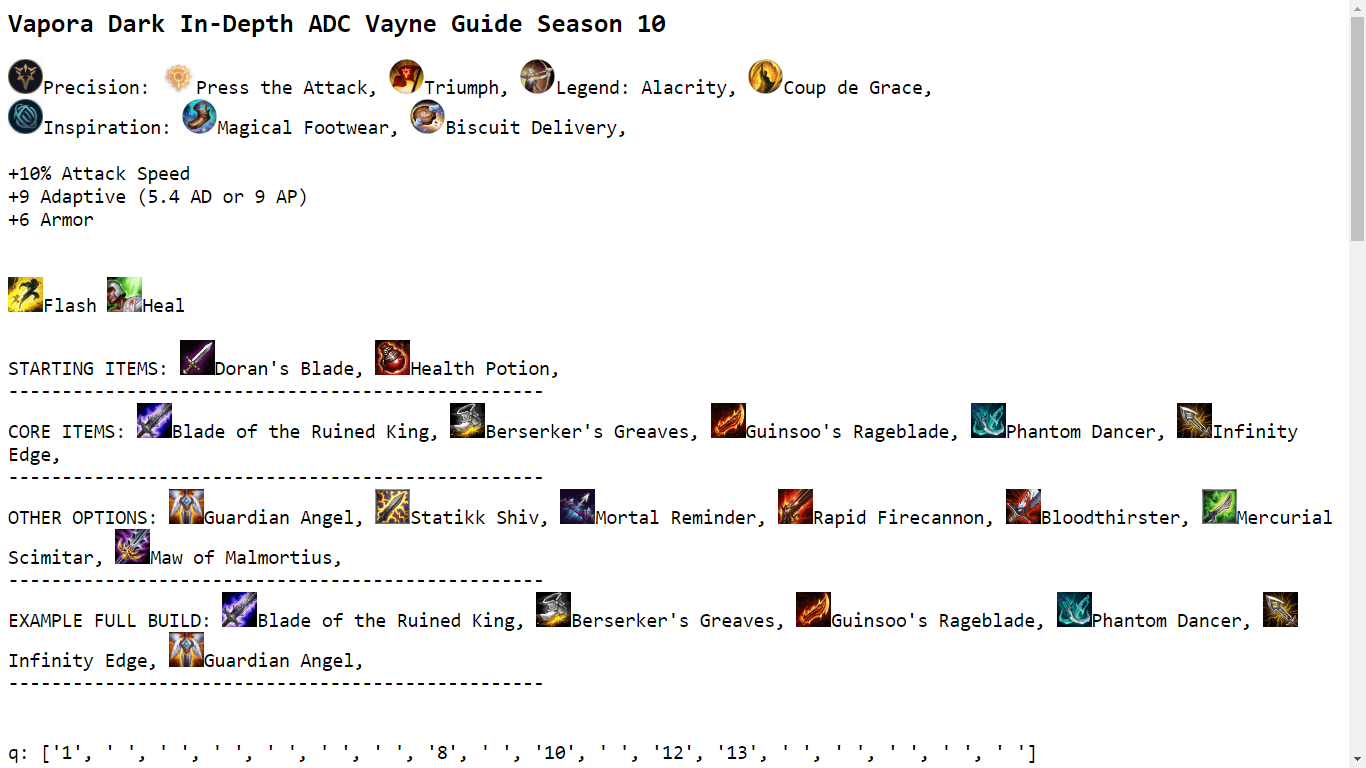 Vapora Dark In-Depth ADC Vayne Guide Season 10
Precision: Press the Attack, Triumph, Legend: Alacrity, Coup de Grace,
Inspiration: Magical Footwear, Biscuit Delivery,
+10% Attack Speed
+9 Adaptive (5.4 AD or 9 AP)
+6 Armor
Flash Heal
STARTING ITEMS: Doran's Blade, Health Potion,
--------------------------------------------------
CORE ITEMS: Blade of the Ruined King, Berserker's Greaves, Guinsoo's Rageblade, Phantom Dancer, Infinity
Edge,
--------------------------------------------------
OTHER OPTIONS: Guardian Angel, Statikk Shiv, Mortal Reminder, Rapid Firecannon, Bloodthirster, Mercurial
Scimitar, Maw of Malmortius,
--------------------------------------------------
EXAMPLE FULL BUILD: Blade of the Ruined King, Berserker's Greaves, Guinsoo's Rageblade, Phantom Dancer,
Infinity Edge, Guardian Angel,
--------------------------------------------------
q: ['1', ' ', ' ', ' ', ' ', ' ', ' ', '8', ' ', '10', ' ', '12', '13', ' ', ' ', ' ', ' ', ' ']